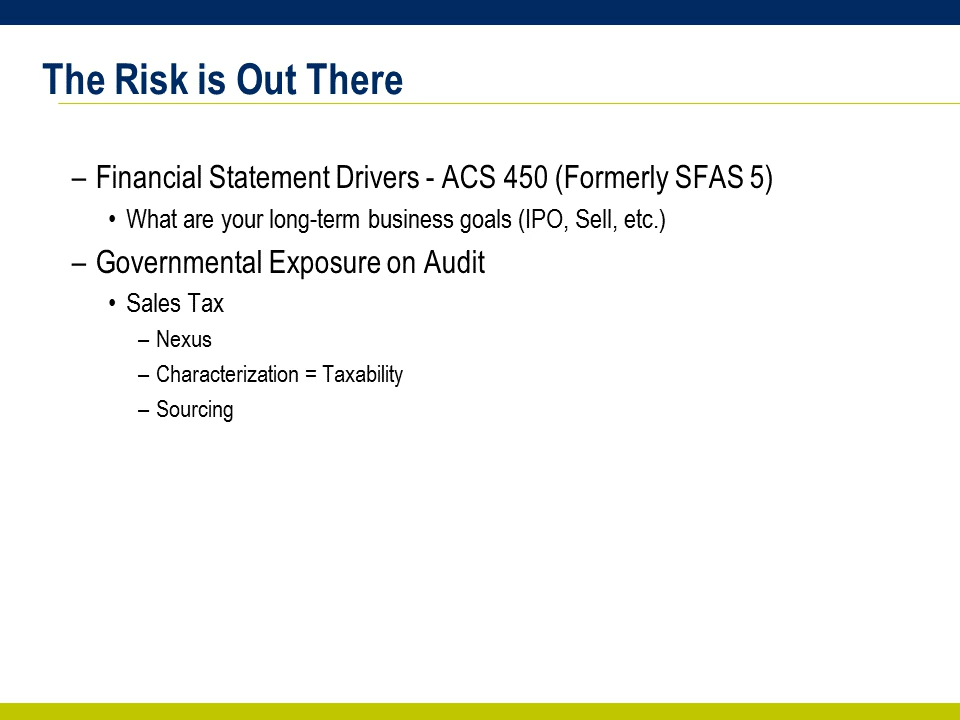 The Risk is Out There
– Financial Statement Drivers - ACS 450 (Formerly SFAS 5)
• What are your long-term business goals (IPO, Sell, etc.)
– Governmental Exposure on Audit
• Sales Tax
– Nexus
– Characterization = Taxability
– Sourcing